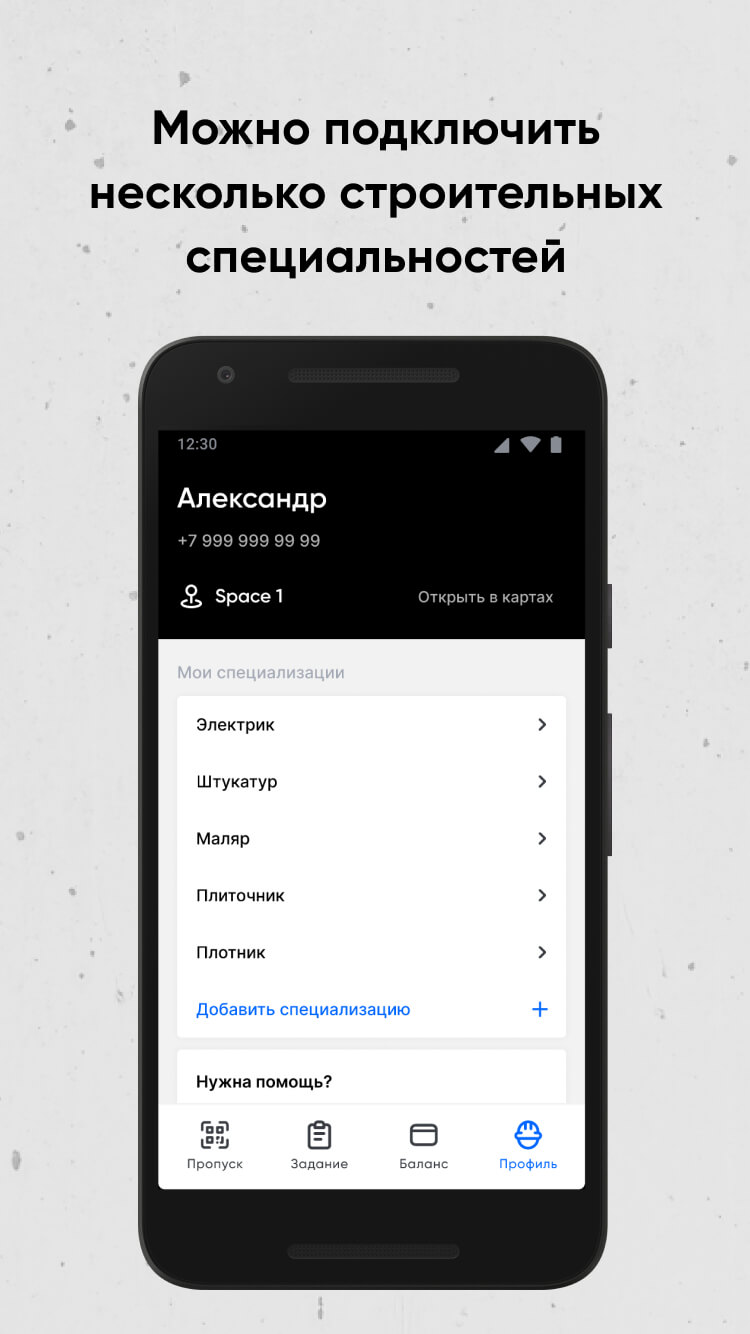 Можно подключить
несколько строительных
специальностей
12:30
Александр
+7 999 999 99 99
Space 1
Открыть в картах
Мои специализации
Электрик
Штукатур
Маляр
Плиточник
Плотник
Добавить специализацию
Нужна помощь?
Пропуск
Задание
Баланс
Профиль